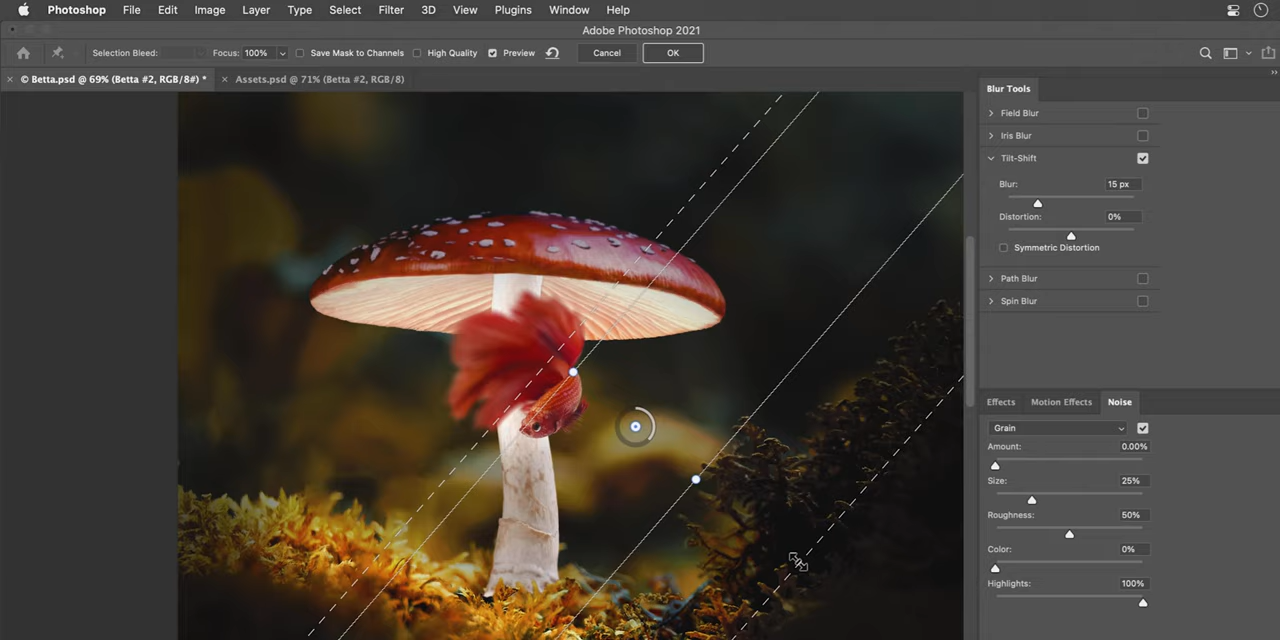 Photoshop File Edit Image Layer Type Select Filter 3D View Plugins Window Help
Adobe Photoshop 2021
Selection Bleed: Focus: 100% Save Mask to Channels High Quality Preview Cancel OK
× © Betta.psd @ 69% (Betta #2, RGB/8#) * × Assets.psd @ 71% (Betta #2, RGB/8)
Blur Tools
Field Blur
Iris Blur
Tilt-Shift
Blur: 15 px
Distortion: 0%
Symmetric Distortion
Path Blur
Spin Blur
Effects Motion Effects Noise
Grain
Amount: 0.00%
Size: 25%
Roughness: 50%
Color: 0%
Highlights: 100%